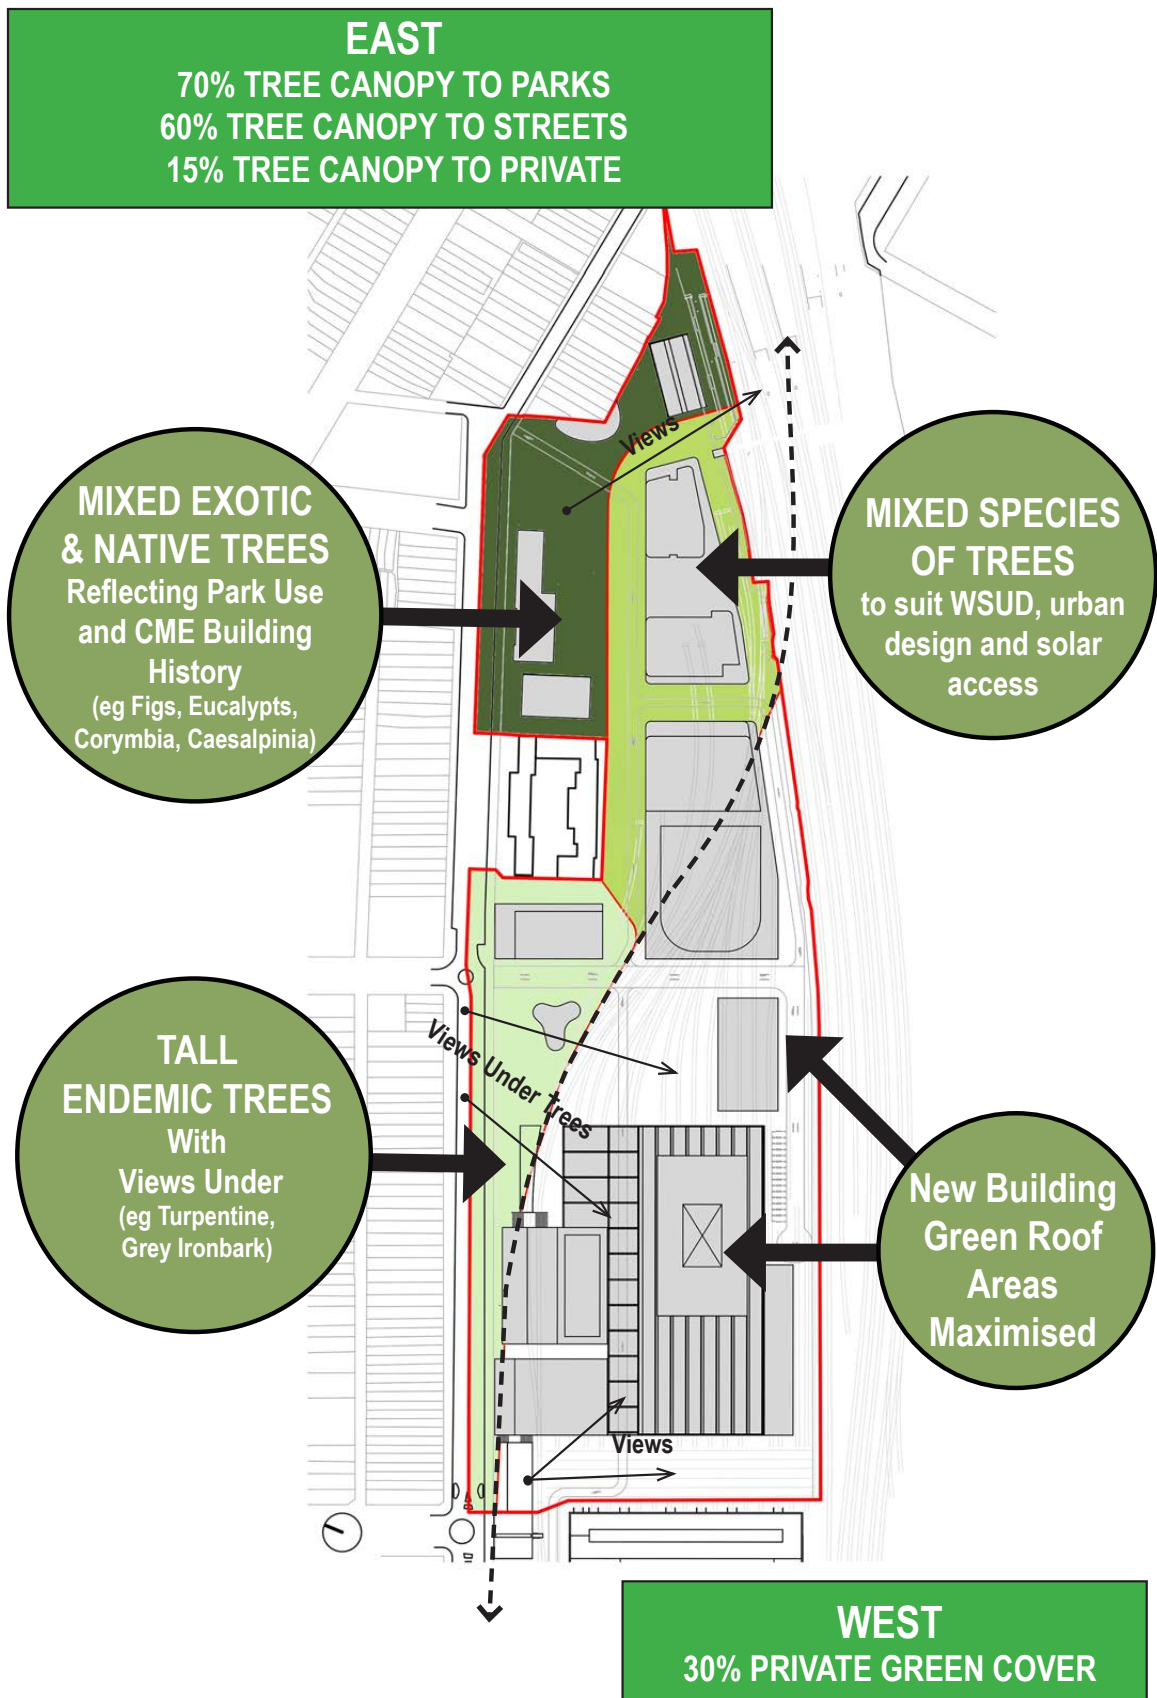 EAST
70% TREE CANOPY TO PARKS
60% TREE CANOPY TO STREETS
15% TREE CANOPY TO PRIVATE
Views
MIXED EXOTIC
& NATIVE TREES
Reflecting Park Use
and CME Building
History
(eg Figs, Eucalypts,
Corymbia, Caesalpinia)
MIXED SPECIES
OF TREES
to suit WSUD, urban
design and solar
access
Views Under Trees
TALL
ENDEMIC TREES
With
Views Under
(eg Turpentine,
Grey Ironbark)
New Building
Green Roof
Areas
Maximised
Views
WEST
30% PRIVATE GREEN COVER